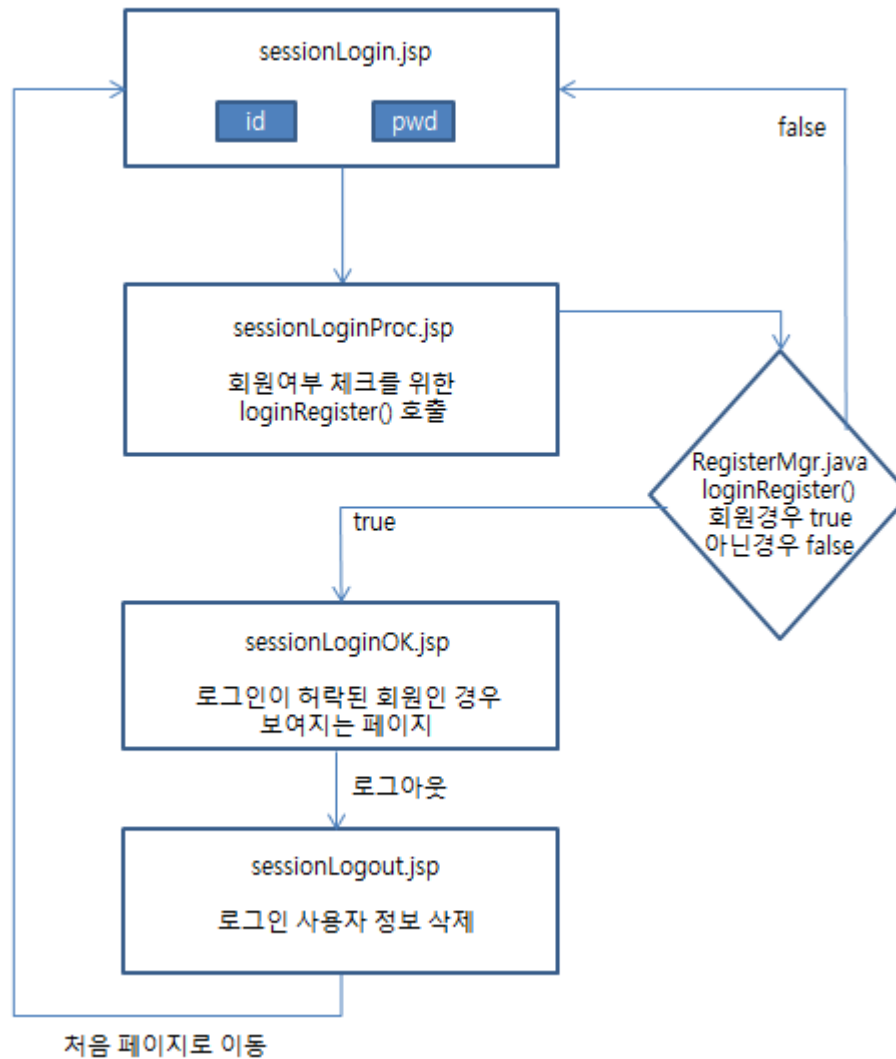 sessionLogin.jsp
id
pwd
false
sessionLoginProc.jsp
회원여부 체크를 위한
loginRegister() 호출
RegisterMgr.java
loginRegister()
회원경우 true
아닌경우 false
true
sessionLoginOK.jsp
로그인이 허락된 회원인 경우
보여지는 페이지
로그아웃
sessionLogout.jsp
로그인 사용자 정보 삭제
처음 페이지로 이동